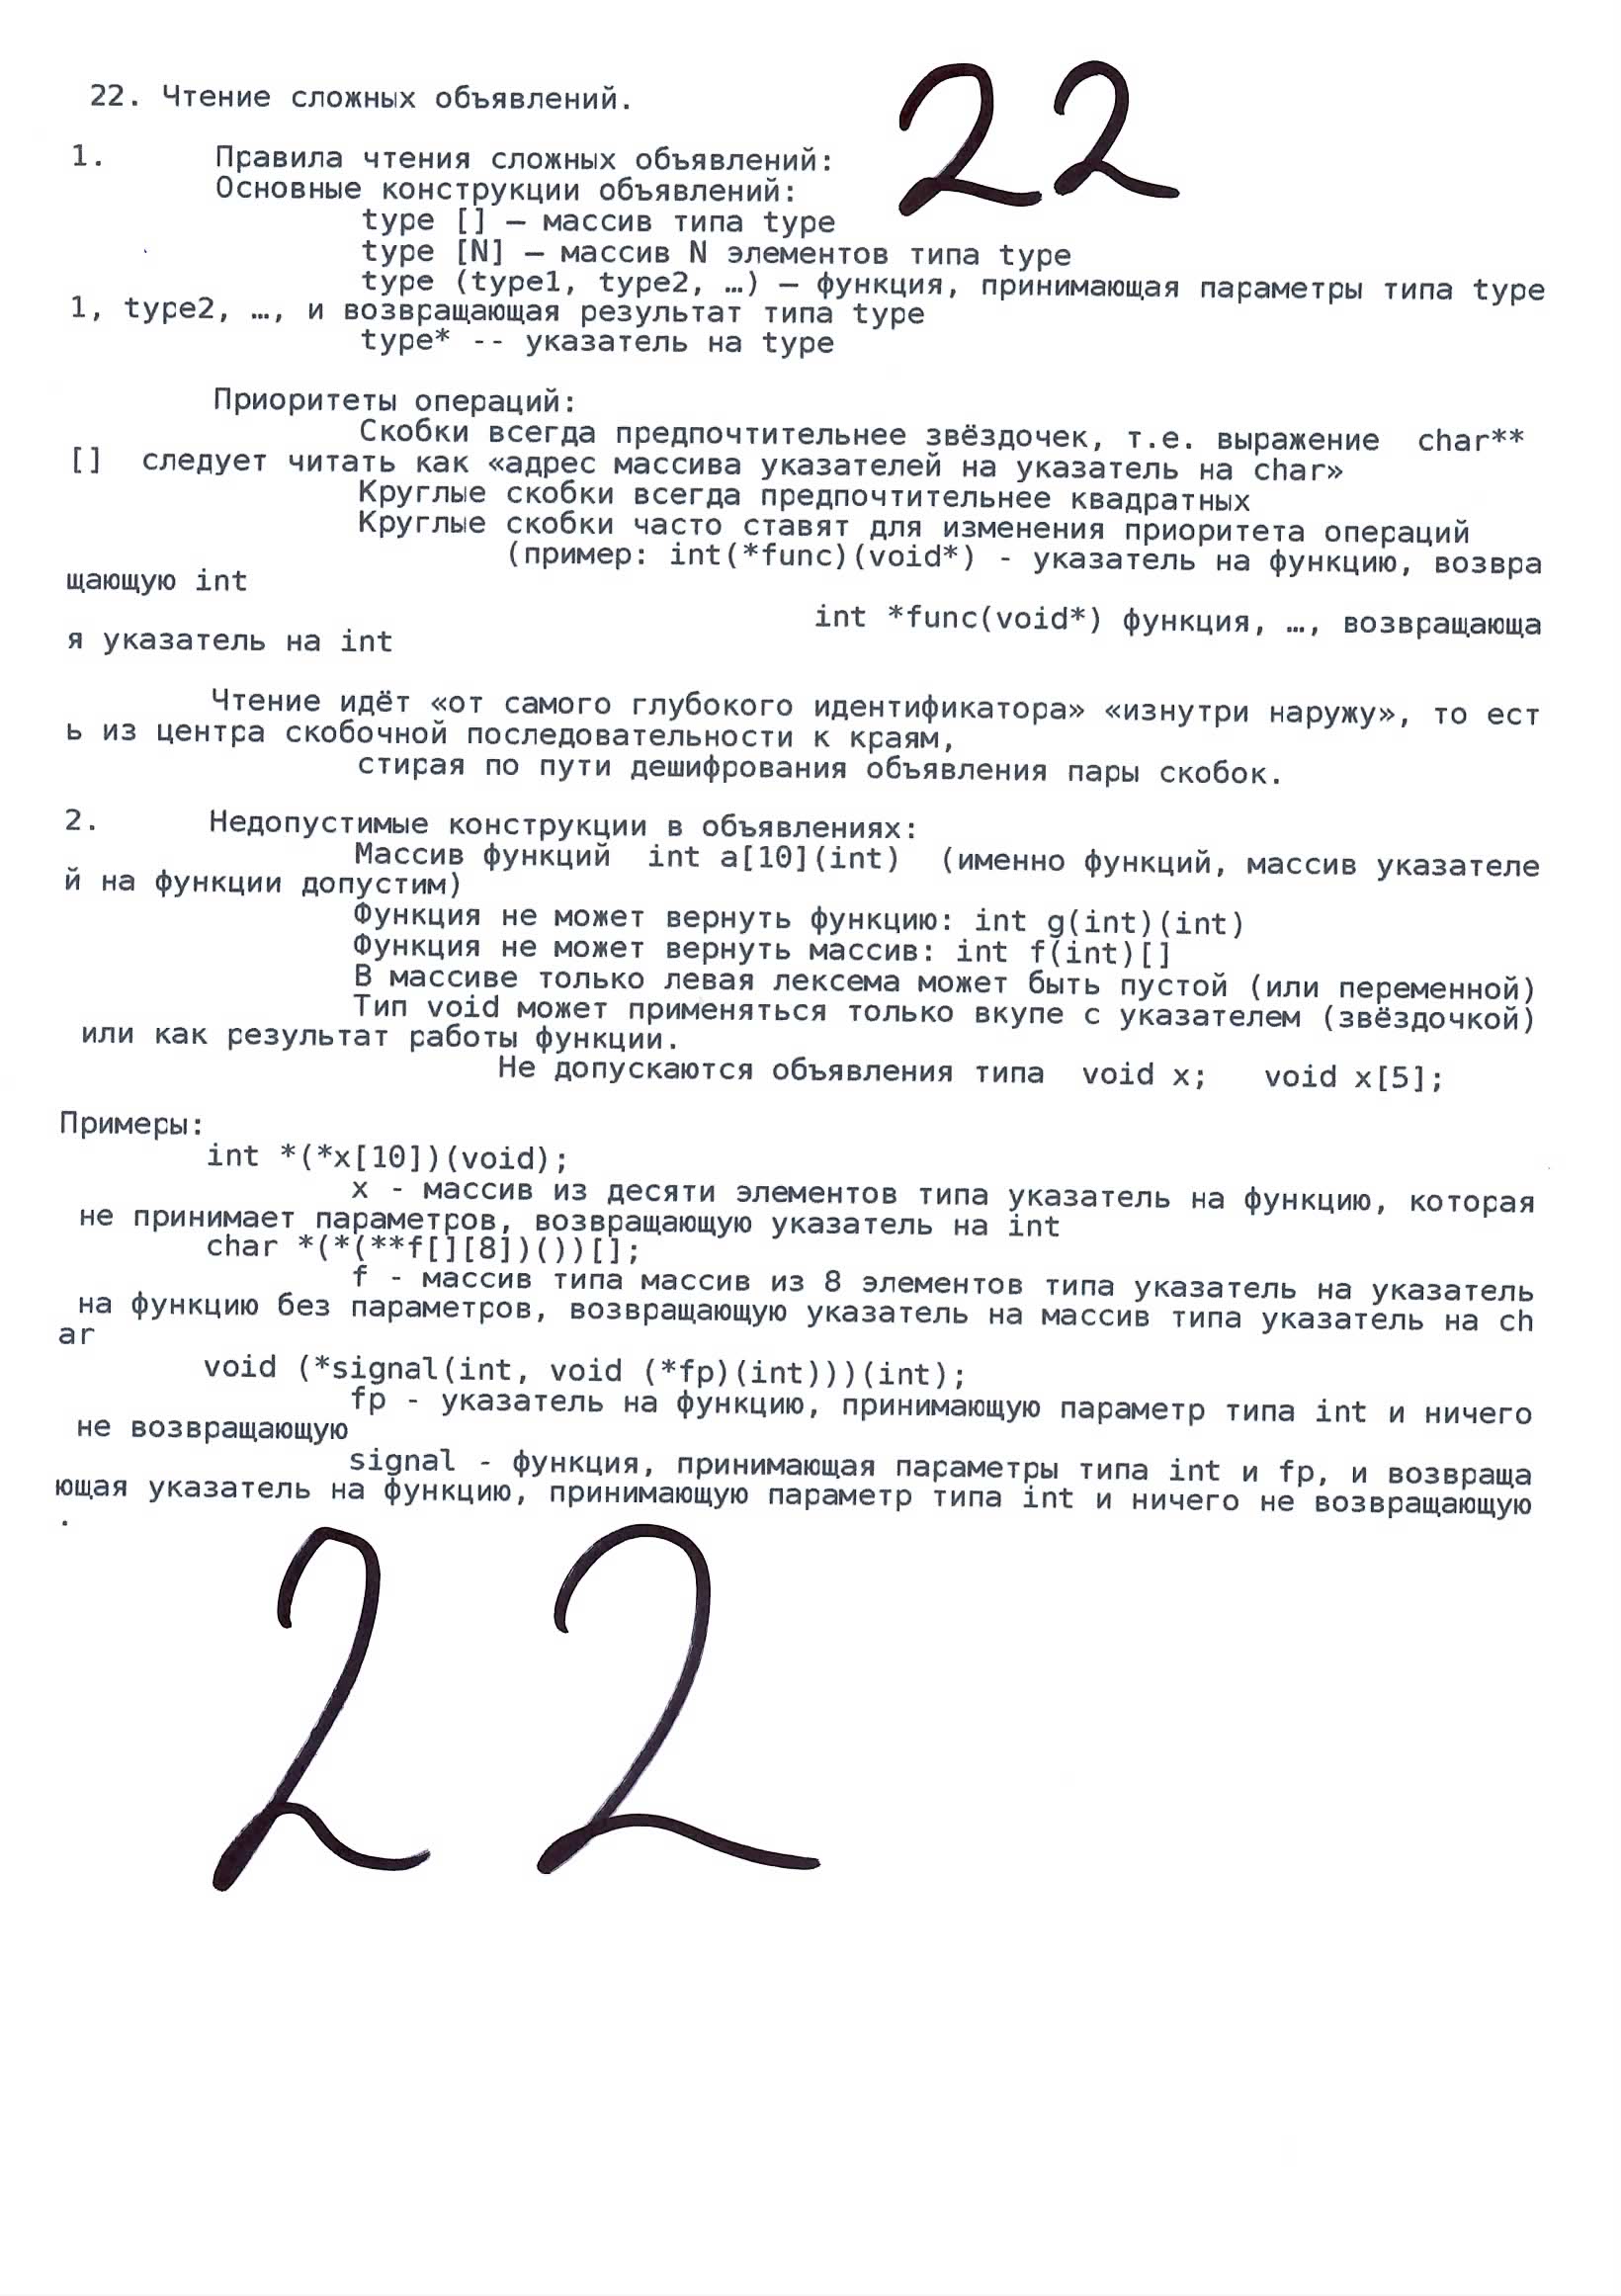 22. Чтение сложных объявлений.
22
1. Правила чтения сложных объявлений:
Основные конструкции объявлений:
type [] — массив типа type
type [N] — массив N элементов типа type
type (type1, type2, …) — функция, принимающая параметры типа type
1, type2, …, и возвращающая результат типа type
type* -- указатель на type
Приоритеты операций:
Скобки всегда предпочтительнее звёздочек, т.е. выражение  char**
[]  следует читать как «адрес массива указателей на указатель на char»
Круглые скобки всегда предпочтительнее квадратных
Круглые скобки часто ставят для изменения приоритета операций
(пример: int(*func)(void*) - указатель на функцию, возвра
щающую int
int *func(void*) функция, …, возвращающа
я указатель на int
Чтение идёт «от самого глубокого идентификатора» «изнутри наружу», то ест
ь из центра скобочной последовательности к краям,
стирая по пути дешифрования объявления пары скобок.
2. Недопустимые конструкции в объявлениях:
Массив функций  int a[10](int)  (именно функций, массив указателе
й на функции допустим)
Функция не может вернуть функцию: int g(int)(int)
Функция не может вернуть массив: int f(int)[]
В массиве только левая лексема может быть пустой (или переменной)
Тип void может применяться только вкупе с указателем (звёздочкой)
или как результат работы функции.
Не допускаются объявления типа  void x;   void x[5];
Примеры:
int *(*x[10])(void);
x - массив из десяти элементов типа указатель на функцию, которая
не принимает параметров, возвращающую указатель на int
char *(*(**f[][8])())[];
f - массив типа массив из 8 элементов типа указатель на указатель
на функцию без параметров, возвращающую указатель на массив типа указатель на ch
ar
void (*signal(int, void (*fp)(int)))(int);
fp - указатель на функцию, принимающую параметр типа int и ничего
не возвращающую
signal - функция, принимающая параметры типа int и fp, и возвраща
ющая указатель на функцию, принимающую параметр типа int и ничего не возвращающую
.
22